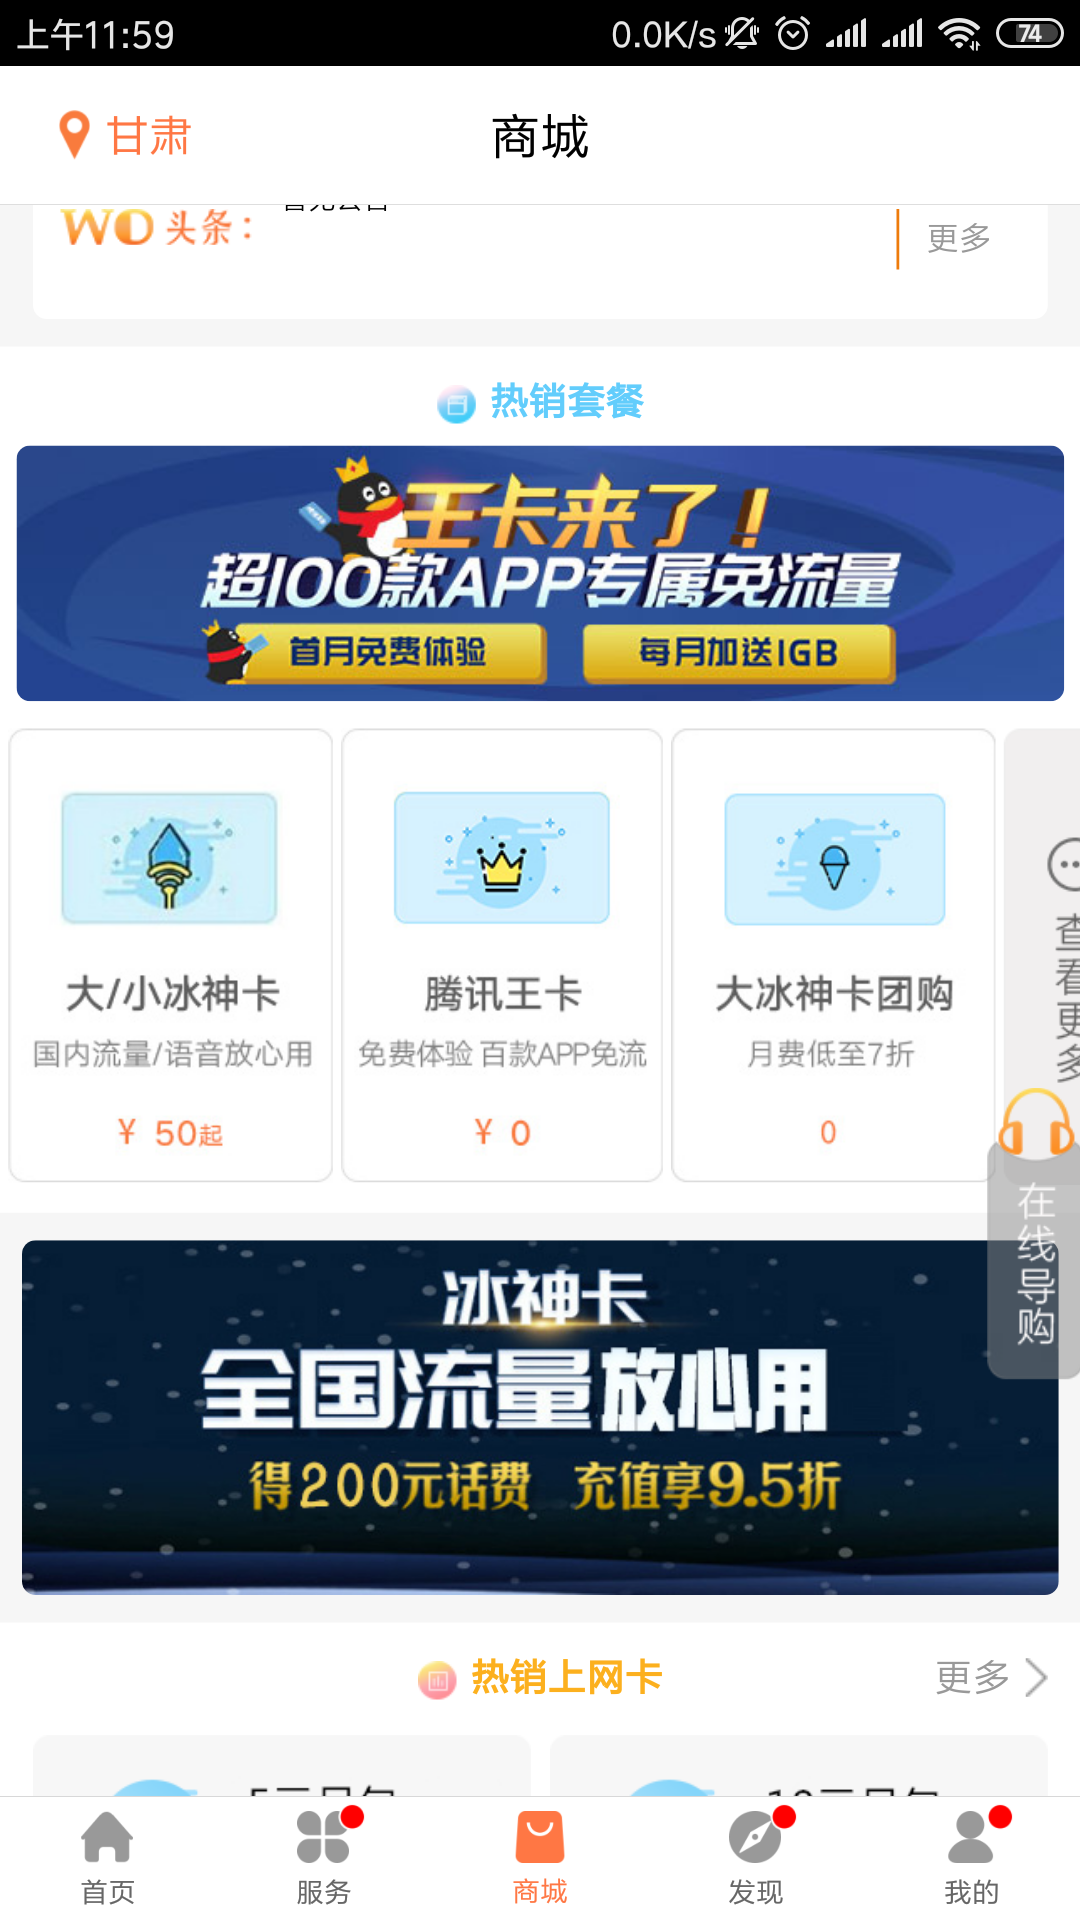 上午11:59
0.0K/s
74
甘肃
商城
WO 头条：
更多
热销套餐
王卡来了！
超100款APP专属免流量
首月免费体验
每月加送1GB
大/小冰神卡
国内流量/语音放心用
¥ 50起
腾讯王卡
免费体验 百款APP免流
¥ 0
大冰神卡团购
月费低至7折
0
查看更多
在线导购
冰神卡
全国流量放心用
得200元话费 充值享9.5折
热销上网卡
更多
首页
服务
商城
发现
我的